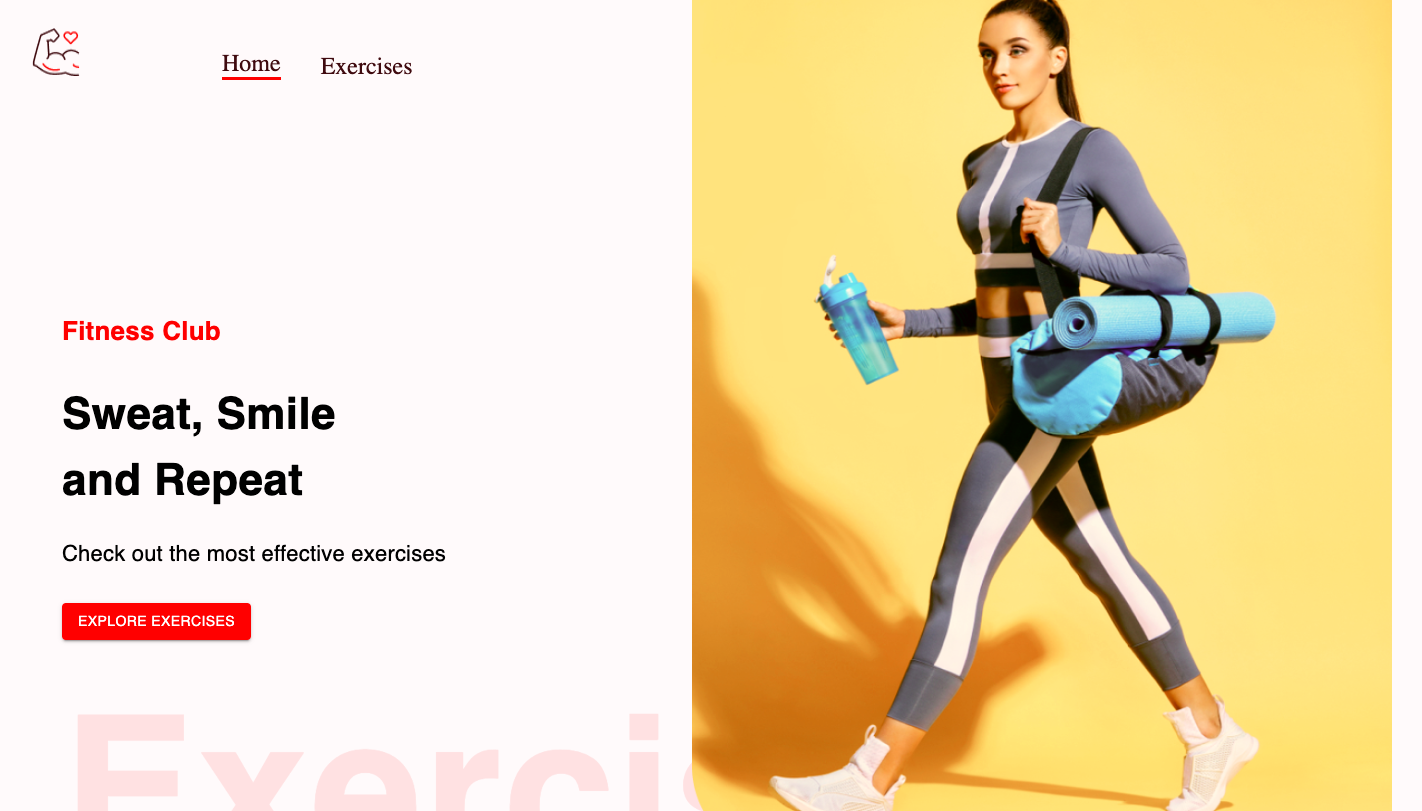 Home Exercises
Fitness Club
Sweat, Smile
and Repeat
Check out the most effective exercises
EXPLORE EXERCISES
Exercis